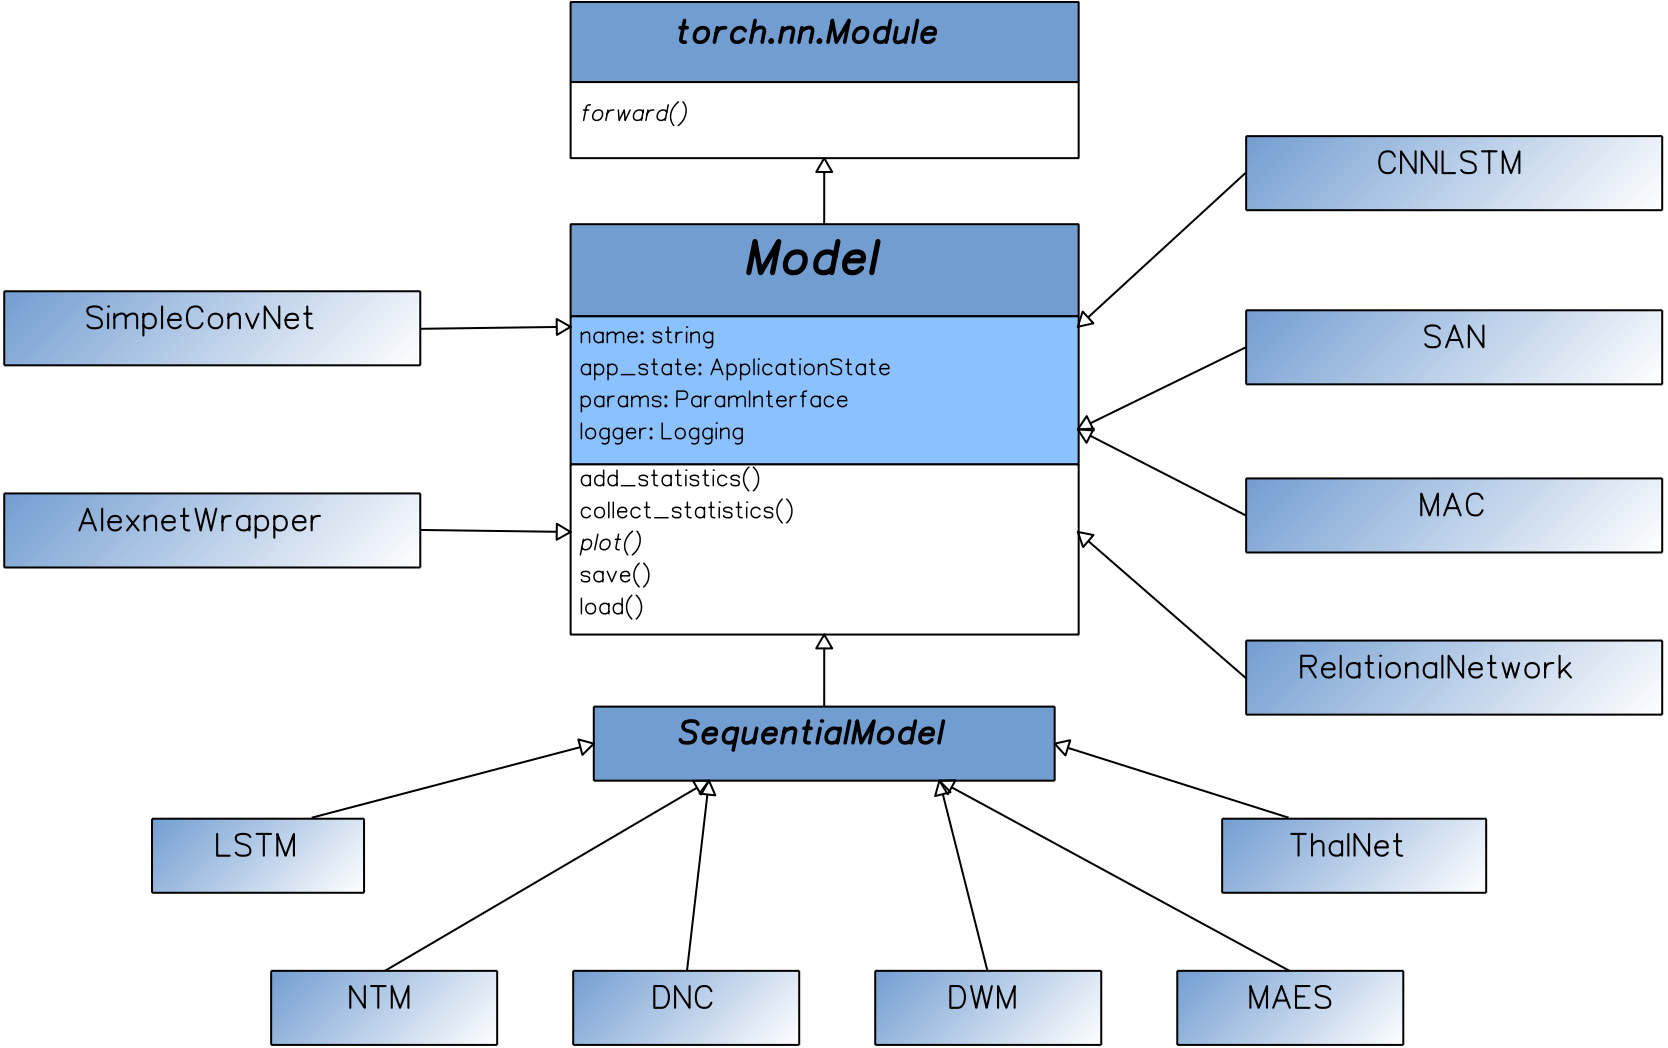 torch.nn.Module
forward()
CNNLSTM
Model
SimpleConvNet
name: string
app_state: ApplicationState
params: ParamInterface
logger: Logging
SAN
AlexnetWrapper
add_statistics()
collect_statistics()
plot()
save()
load()
MAC
RelationalNetwork
SequentialModel
LSTM
ThalNet
NTM
DNC
DWM
MAES